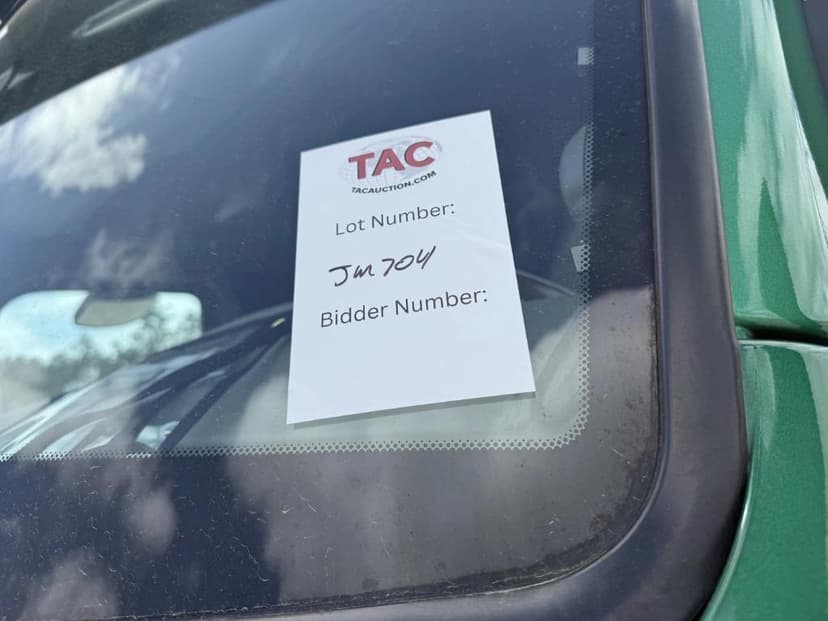 TAC
TACAUCTION.COM
Lot Number:
JM704
Bidder Number: